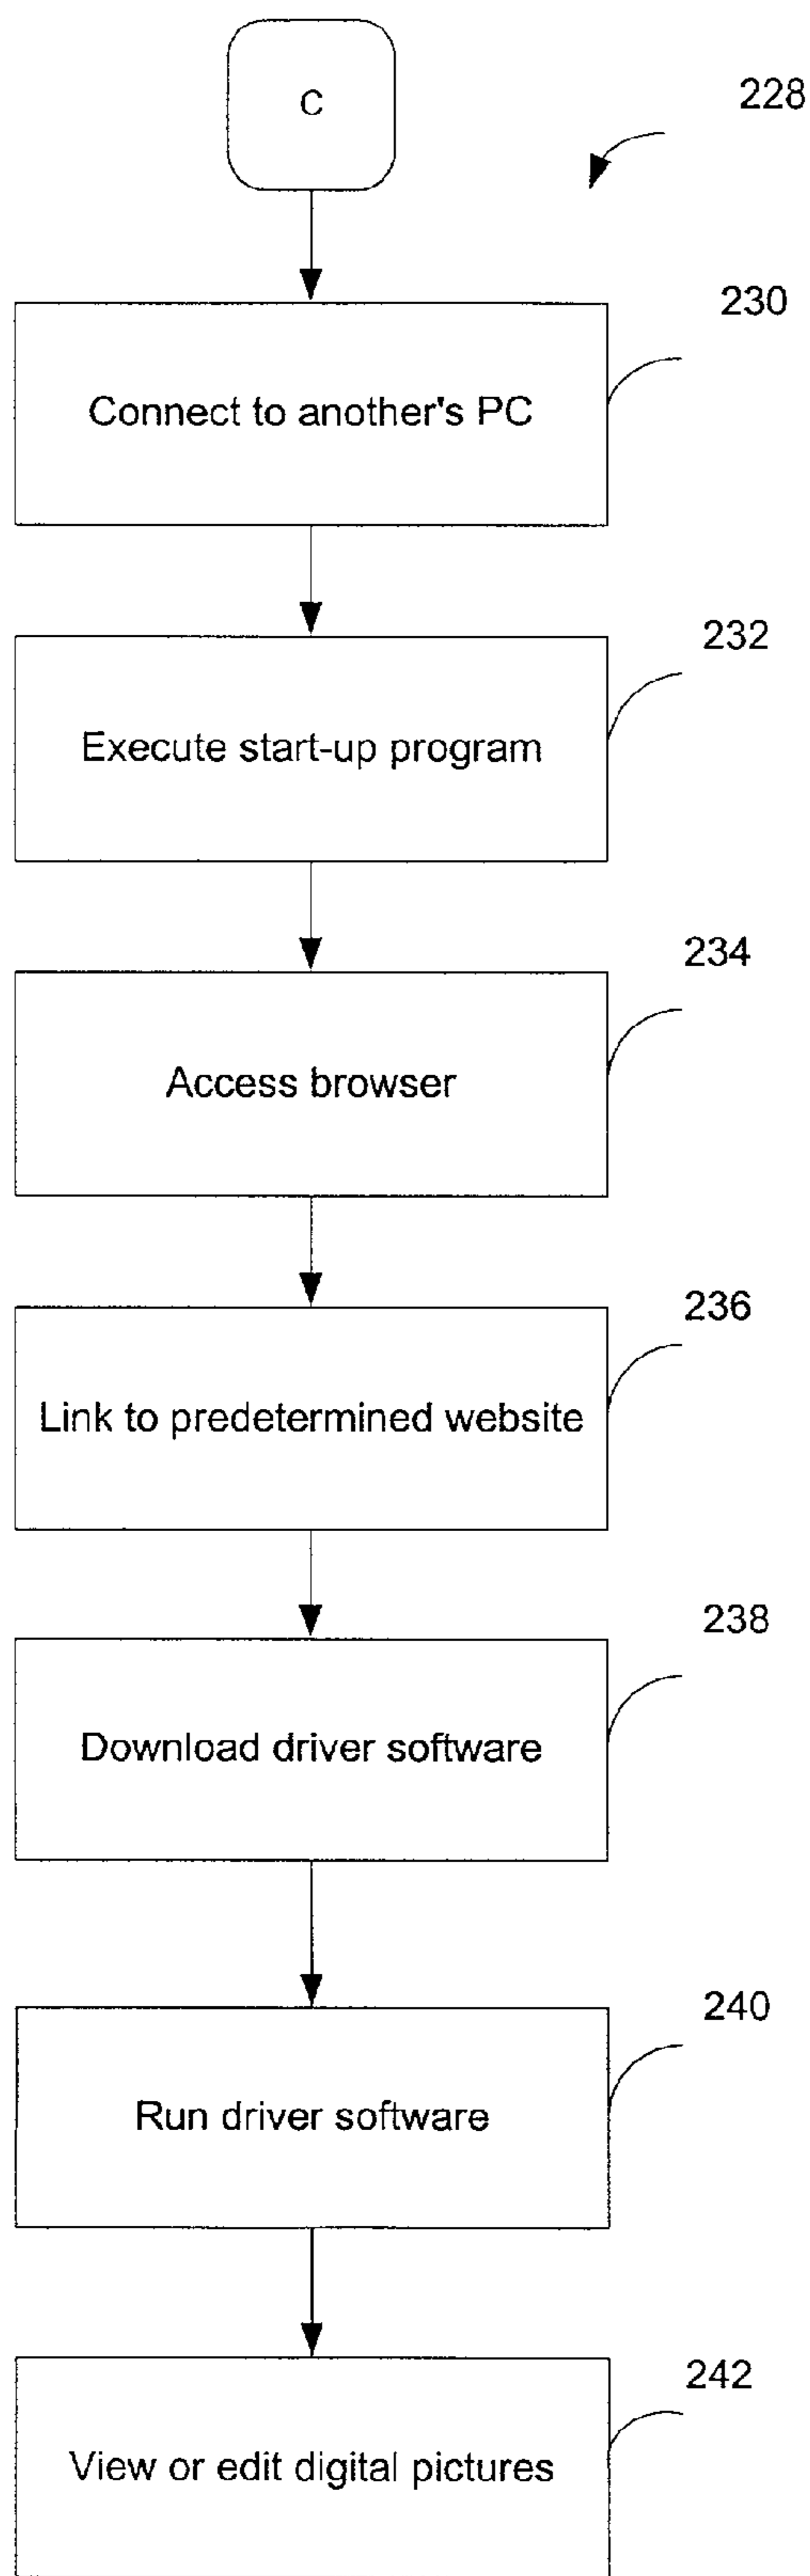 C
228
230
Connect to another's PC
232
Execute start-up program
234
Access browser
236
Link to predetermined website
238
Download driver software
240
Run driver software
242
View or edit digital pictures